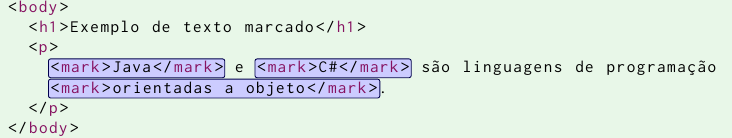 <body>
<h1>Exemplo de texto marcado</h1>
<p>
<mark>Java</mark> e <mark>C#</mark> são linguagens de programação
<mark>orientadas a objeto</mark>.
</p>
</body>